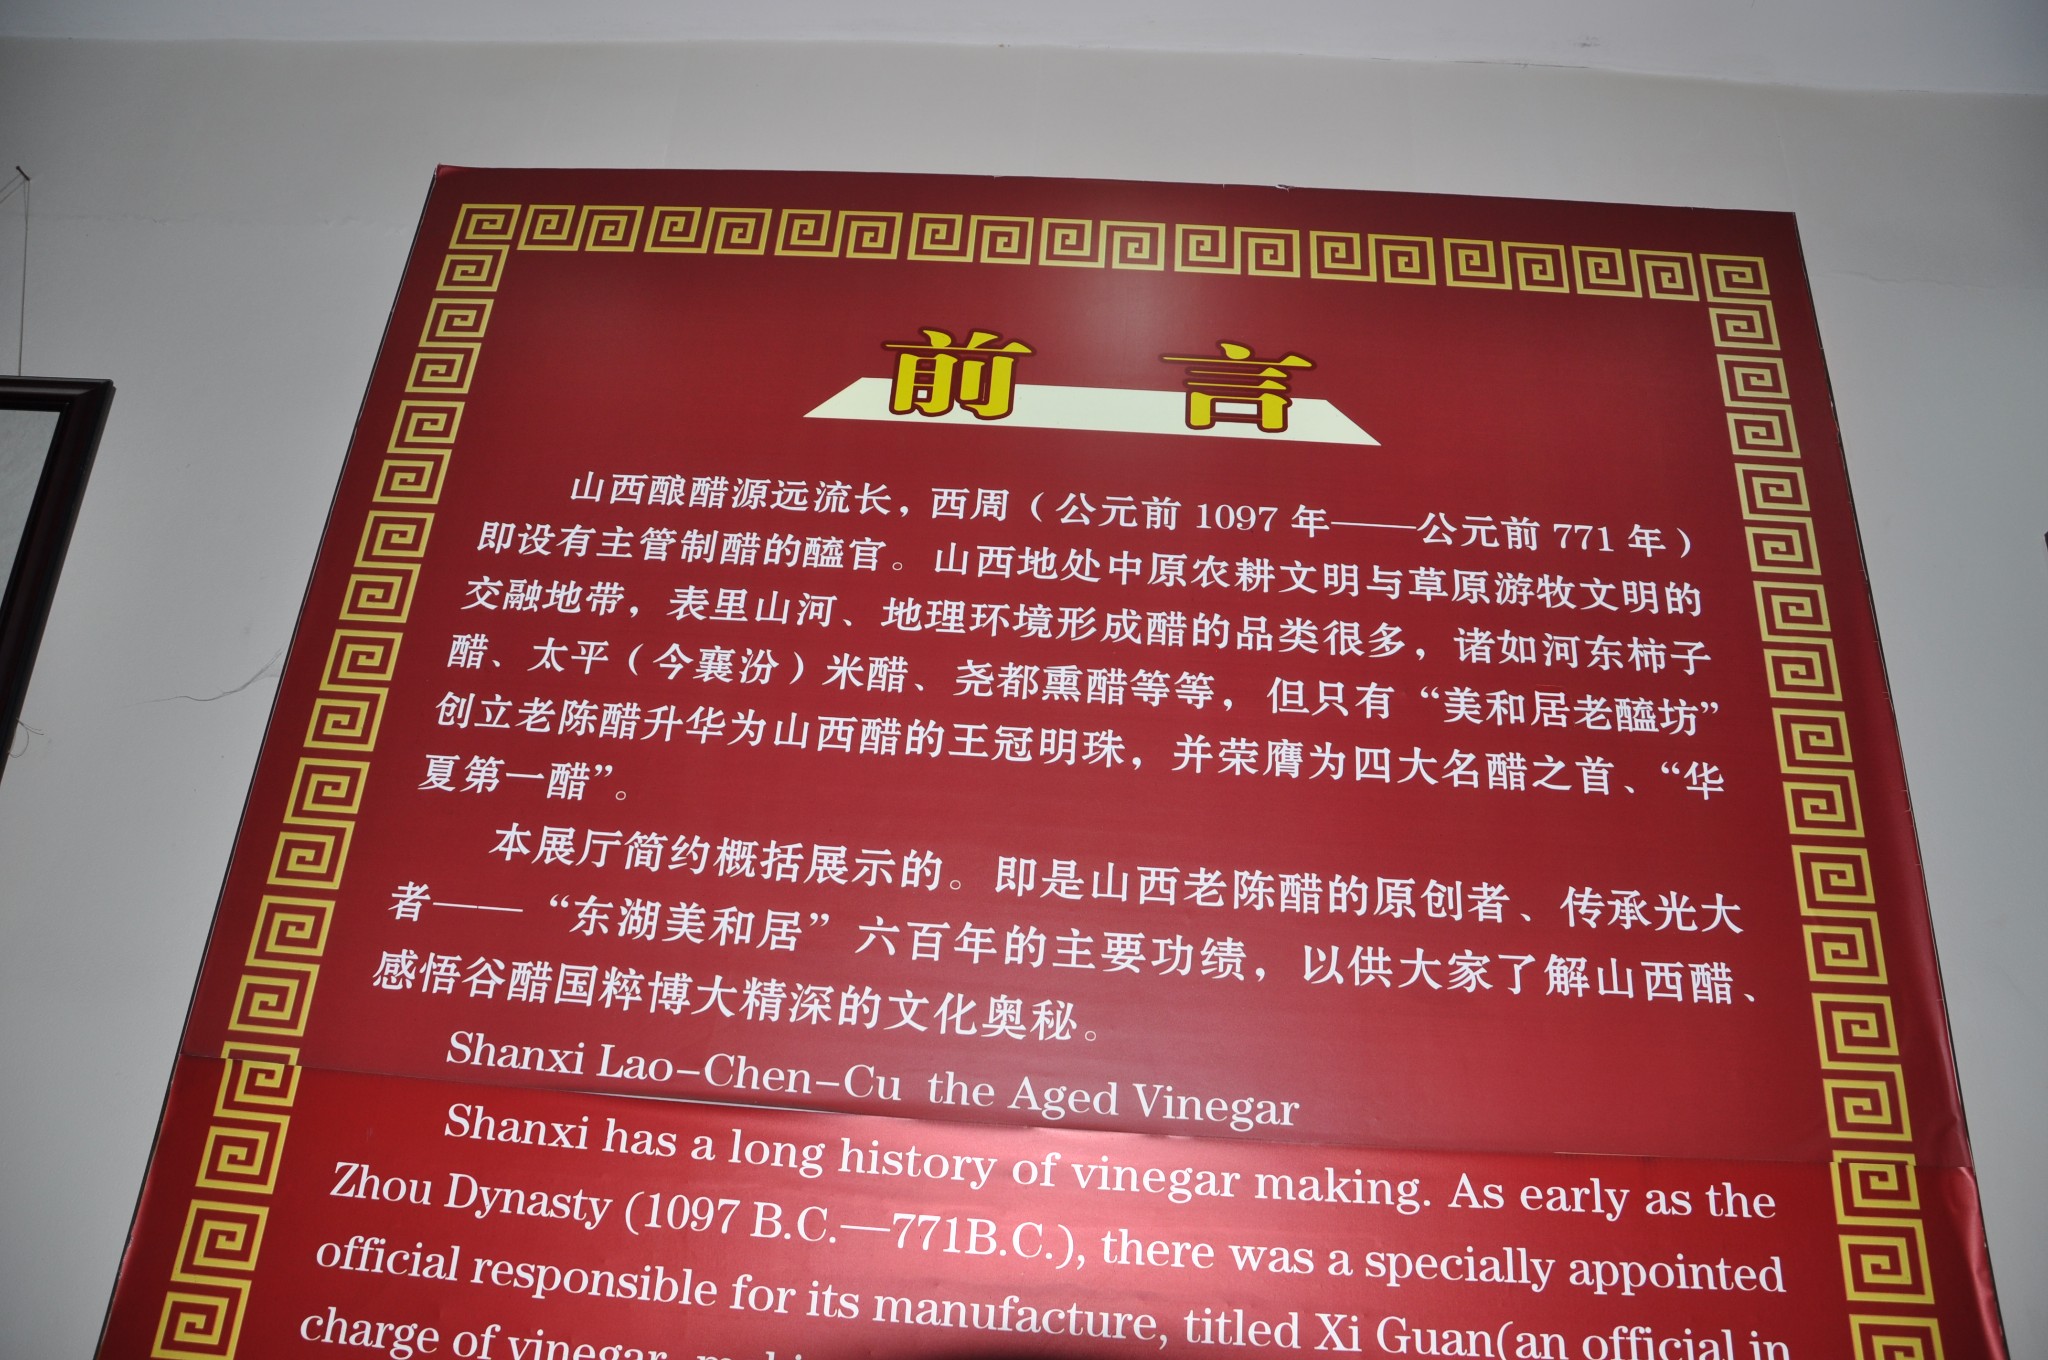 前 言
山西酿醋源远流长，西周（公元前 1097 年——公元前 771 年）
即设有主管制醋的醯官。山西地处中原农耕文明与草原游牧文明的
交融地带，表里山河、地理环境形成醋的品类很多，诸如河东柿子
醋、太平（今襄汾）米醋、尧都熏醋等等，但只有“美和居老醯坊”
创立老陈醋升华为山西醋的王冠明珠，并荣膺为四大名醋之首、“华
夏第一醋”。
本展厅简约概括展示的。即是山西老陈醋的原创者、传承光大
者——“东湖美和居”六百年的主要功绩，以供大家了解山西醋、
感悟谷醋国粹博大精深的文化奥秘。
Shanxi Lao-Chen-Cu the Aged Vinegar
Shanxi has a long history of vinegar making. As early as the
Zhou Dynasty (1097 B.C.—771B.C.), there was a specially appointed
official responsible for its manufacture, titled Xi Guan(an official in
charge of vinegar